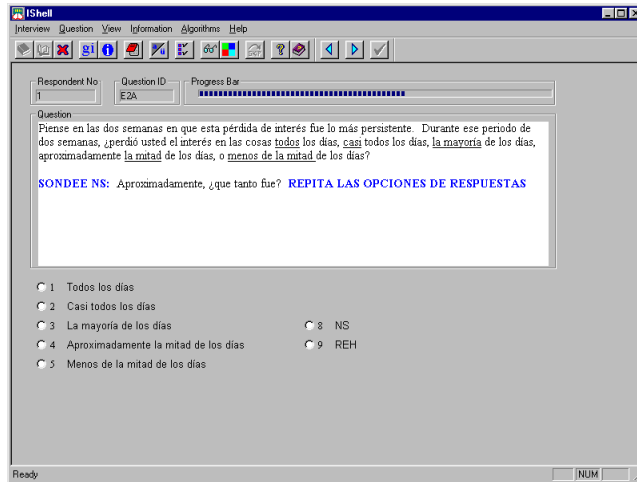 IShell
Interview Question View Information Algorithms Help
gi
Respondent No
Question ID
Progress Bar
1
E2A
Question
Piense en las dos semanas en que esta pérdida de interés fue lo más persistente. Durante ese periodo de
dos semanas, ¿perdió usted el interés en las cosas todos los días, casi todos los días, la mayoría de los días,
aproximadamente la mitad de los días, o menos de la mitad de los días?
SONDEE NS: Aproximadamente, ¿que tanto fue? REPITA LAS OPCIONES DE RESPUESTAS
1 Todos los días
2 Casi todos los días
3 La mayoría de los días
8 NS
4 Aproximadamente la mitad de los días
9 REH
5 Menos de la mitad de los días
Ready
NUM